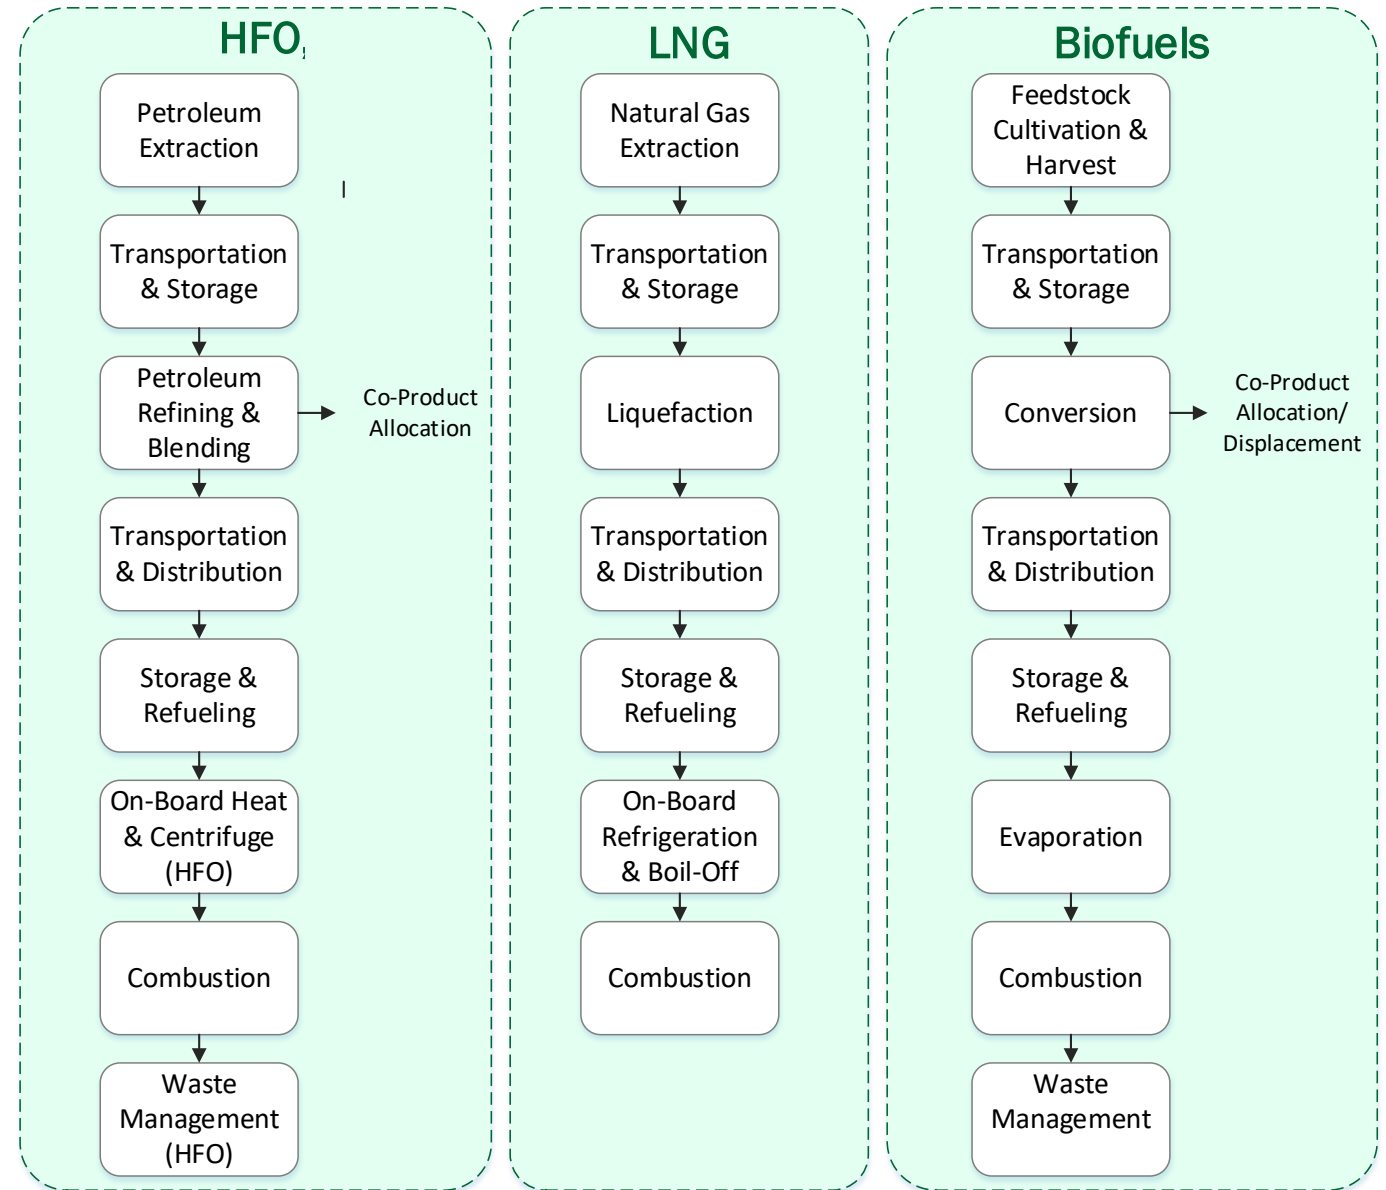 HFO,
Petroleum
Extraction
Transportation
& Storage
Petroleum
Refining &
Blending
Co-Product
Allocation
Transportation
& Distribution
Storage &
Refueling
On-Board Heat
& Centrifuge
(HFO)
Combustion
Waste
Management
(HFO)
LNG
Natural Gas
Extraction
Transportation
& Storage
Liquefaction
Transportation
& Distribution
Storage &
Refueling
On-Board
Refrigeration
& Boil-Off
Combustion
Biofuels
Feedstock
Cultivation &
Harvest
Transportation
& Storage
Conversion
Co-Product
Allocation/
Displacement
Transportation
& Distribution
Storage &
Refueling
Evaporation
Combustion
Waste
Management